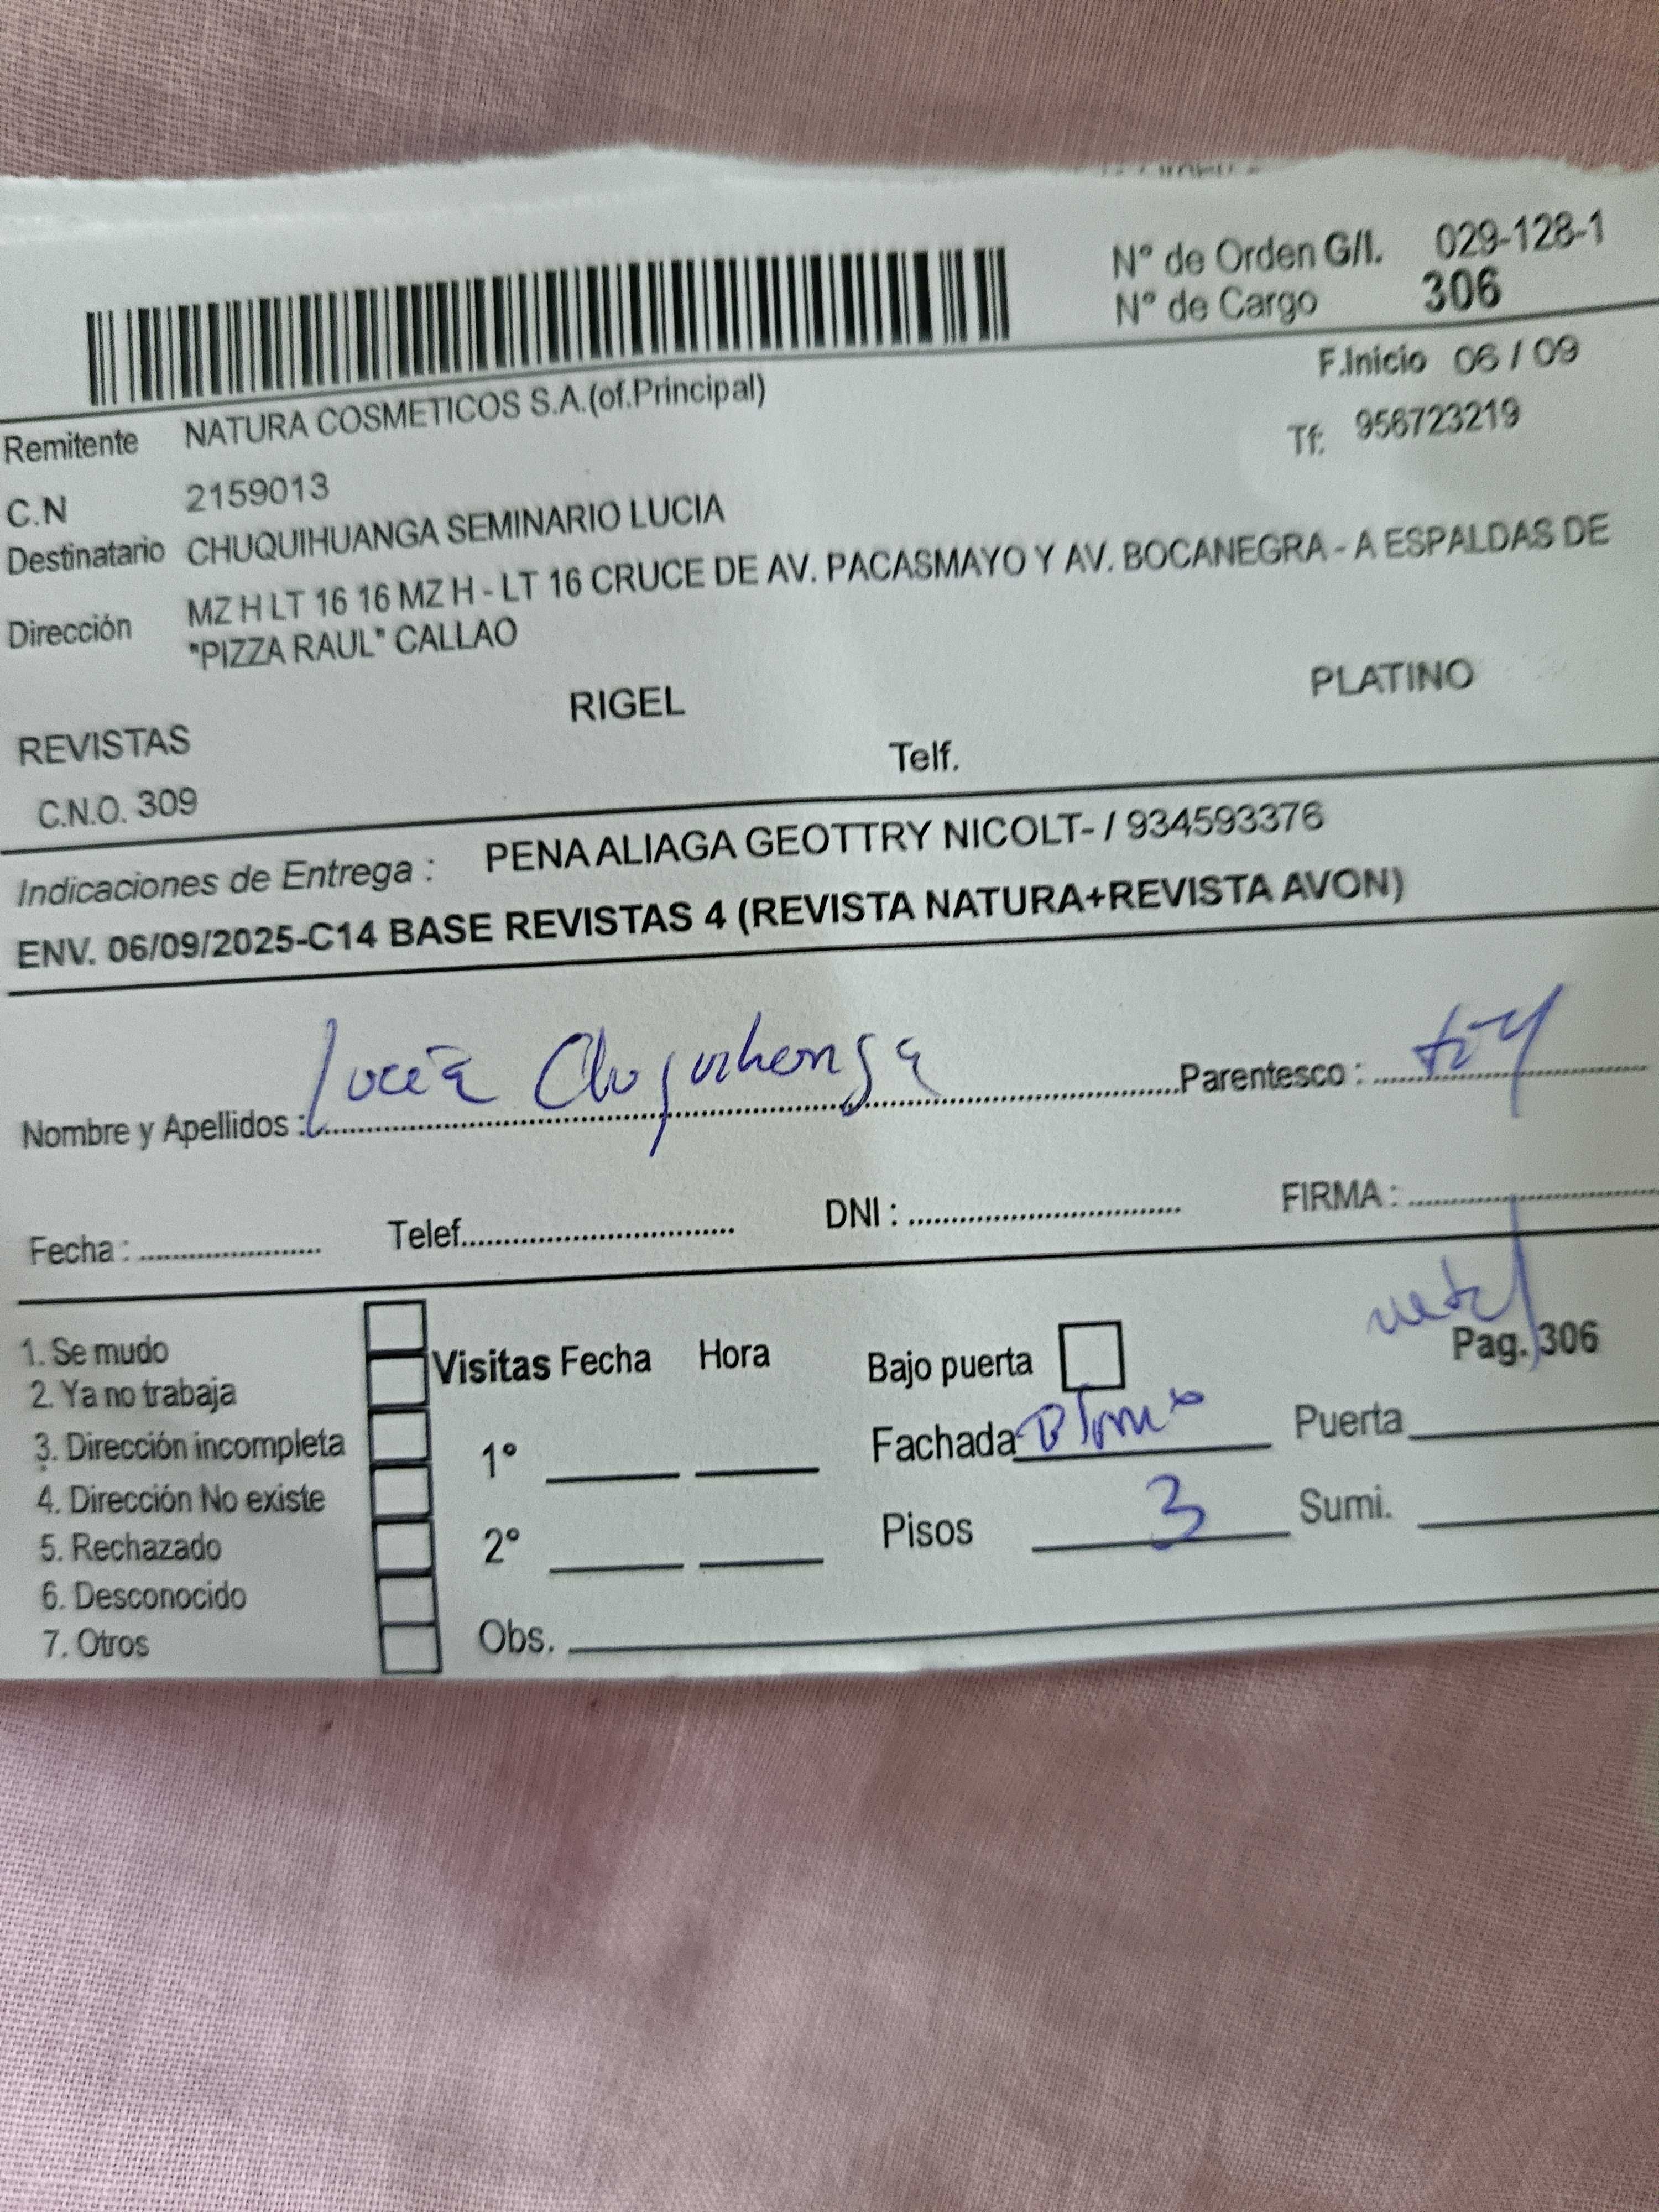 N° de Orden G/I. 029-128-1
N° de Cargo 306
F.Inicio 06 / 09
Remitente NATURA COSMETICOS S.A.(of.Principal)
Tf: 956723219
C.N 2159013
Destinatario CHUQUIHUANGA SEMINARIO LUCIA
Dirección MZ H LT 16 16 MZ H - LT 16 CRUCE DE AV. PACASMAYO Y AV. BOCANEGRA - A ESPALDAS DE
"PIZZA RAUL" CALLAO
REVISTAS RIGEL PLATINO
C.N.O. 309 Telf.
Indicaciones de Entrega : PENA ALIAGA GEOTTRY NICOLT- / 934593376
ENV. 06/09/2025-C14 BASE REVISTAS 4 (REVISTA NATURA+REVISTA AVON)
Nombre y Apellidos : Lucia Chuquihonga Parentesco :
Fecha : Telef. DNI : FIRMA :
1. Se mudo
2. Ya no trabaja
3. Dirección incompleta
4. Dirección No existe
5. Rechazado
6. Desconocido
7. Otros
Visitas Fecha Hora
1°
2°
Obs.
Bajo puerta Pag. 306
Fachada Puerta
Pisos 3 Sumi.